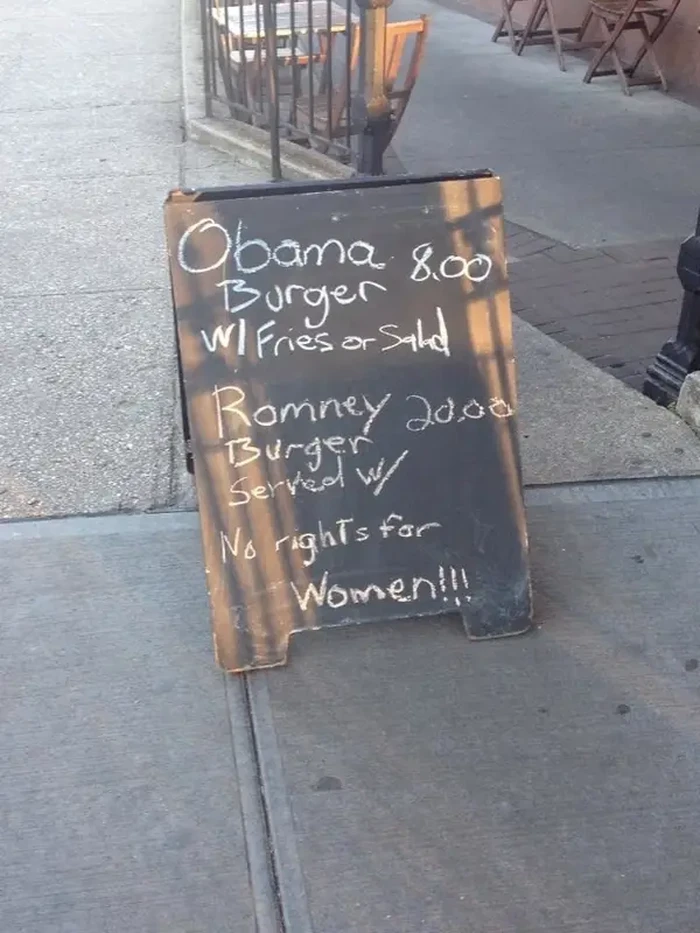 Obama 8.00
Burger
W/ Fries or Salad
Romney 20.00
Burger
Served w/
No rights for
Women!!!